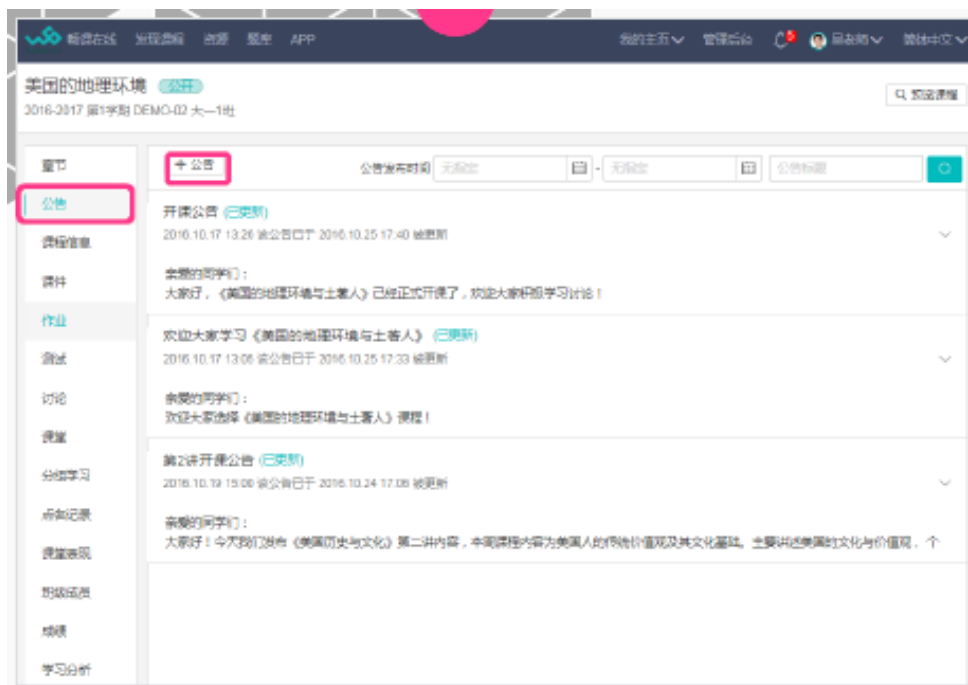 畅课在线 发现课程 资源 题库 APP 我的主页 管理后台 吴老师 简体中文
美国的地理环境 公开
预览课程
2016-2017 第1学期 DEMO-02 大一1班
章节
公告
课程信息
课件
作业
测试
讨论
课堂
分组学习
点名记录
课堂表现
班级成员
成绩
学习分析
+ 公告 公告发布时间 无指定 - 无指定 公告标题
开课公告 (已更新)
2016.10.17 13:26 该公告已于 2016.10.25 17:40 被更新
亲爱的同学们：
大家好，《美国的地理环境与土著人》已经正式开课了，欢迎大家积极学习讨论！
欢迎大家学习《美国的地理环境与土著人》 (已更新)
2016.10.17 13:06 该公告已于 2016.10.25 17:33 被更新
亲爱的同学们：
欢迎大家选择《美国的地理环境与土著人》课程！
第2讲开课公告 (已更新)
2016.10.19 15:00 该公告已于 2016.10.24 17:06 被更新
亲爱的同学们：
大家好！今天我们发布《美国历史与文化》第二讲内容，本周课程内容为美国人的传统价值观及其文化基础。主要讲述美国的文化与价值观，个